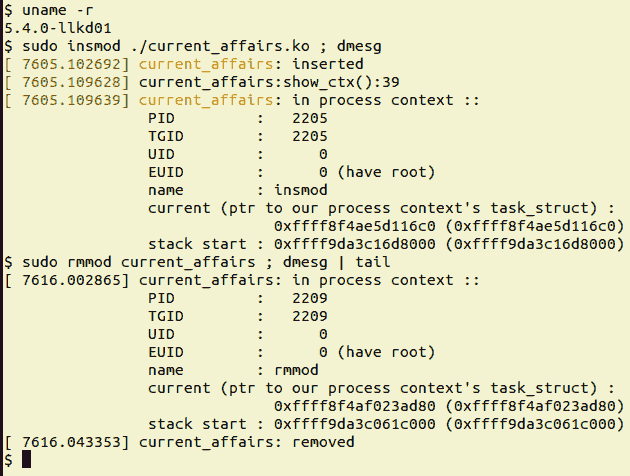 $ uname -r
5.4.0-llkd01
$ sudo insmod ./current_affairs.ko ; dmesg
[ 7605.102692] current_affairs: inserted
[ 7605.109628] current_affairs:show_ctx():39
[ 7605.109639] current_affairs: in process context ::
PID : 2205
TGID : 2205
UID : 0
EUID : 0 (have root)
name : insmod
current (ptr to our process context's task_struct) :
0xffff8f4ae5d116c0 (0xffff8f4ae5d116c0)
stack start : 0xffff9da3c16d8000 (0xffff9da3c16d8000)
$ sudo rmmod current_affairs ; dmesg | tail
[ 7616.002865] current_affairs: in process context ::
PID : 2209
TGID : 2209
UID : 0
EUID : 0 (have root)
name : rmmod
current (ptr to our process context's task_struct) :
0xffff8f4af023ad80 (0xffff8f4af023ad80)
stack start : 0xffff9da3c061c000 (0xffff9da3c061c000)
[ 7616.043353] current_affairs: removed
$